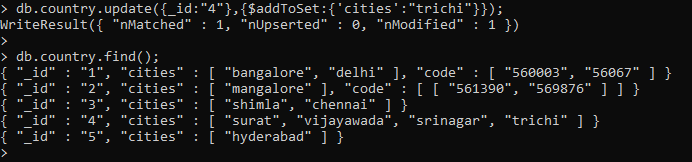 > db.country.update({_id:"4"},{$addToSet:{'cities':"trichi"}});
WriteResult({ "nMatched" : 1, "nUpserted" : 0, "nModified" : 1 })
>
> db.country.find();
{ "_id" : "1", "cities" : [ "bangalore", "delhi" ], "code" : [ "560003", "56067" ] }
{ "_id" : "2", "cities" : [ "mangalore" ], "code" : [ [ "561390", "569876" ] ] }
{ "_id" : "3", "cities" : [ "shimla", "chennai" ] }
{ "_id" : "4", "cities" : [ "surat", "vijayawada", "srinagar", "trichi" ] }
{ "_id" : "5", "cities" : [ "hyderabad" ] }
>